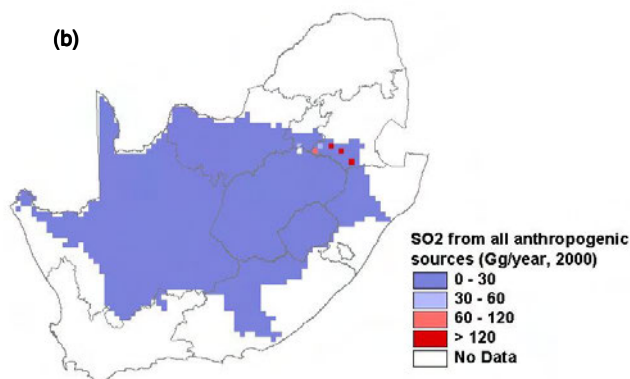 (b)
SO2 from all anthropogenic
sources (Gg/year, 2000)
0 - 30
30 - 60
60 - 120
> 120
No Data